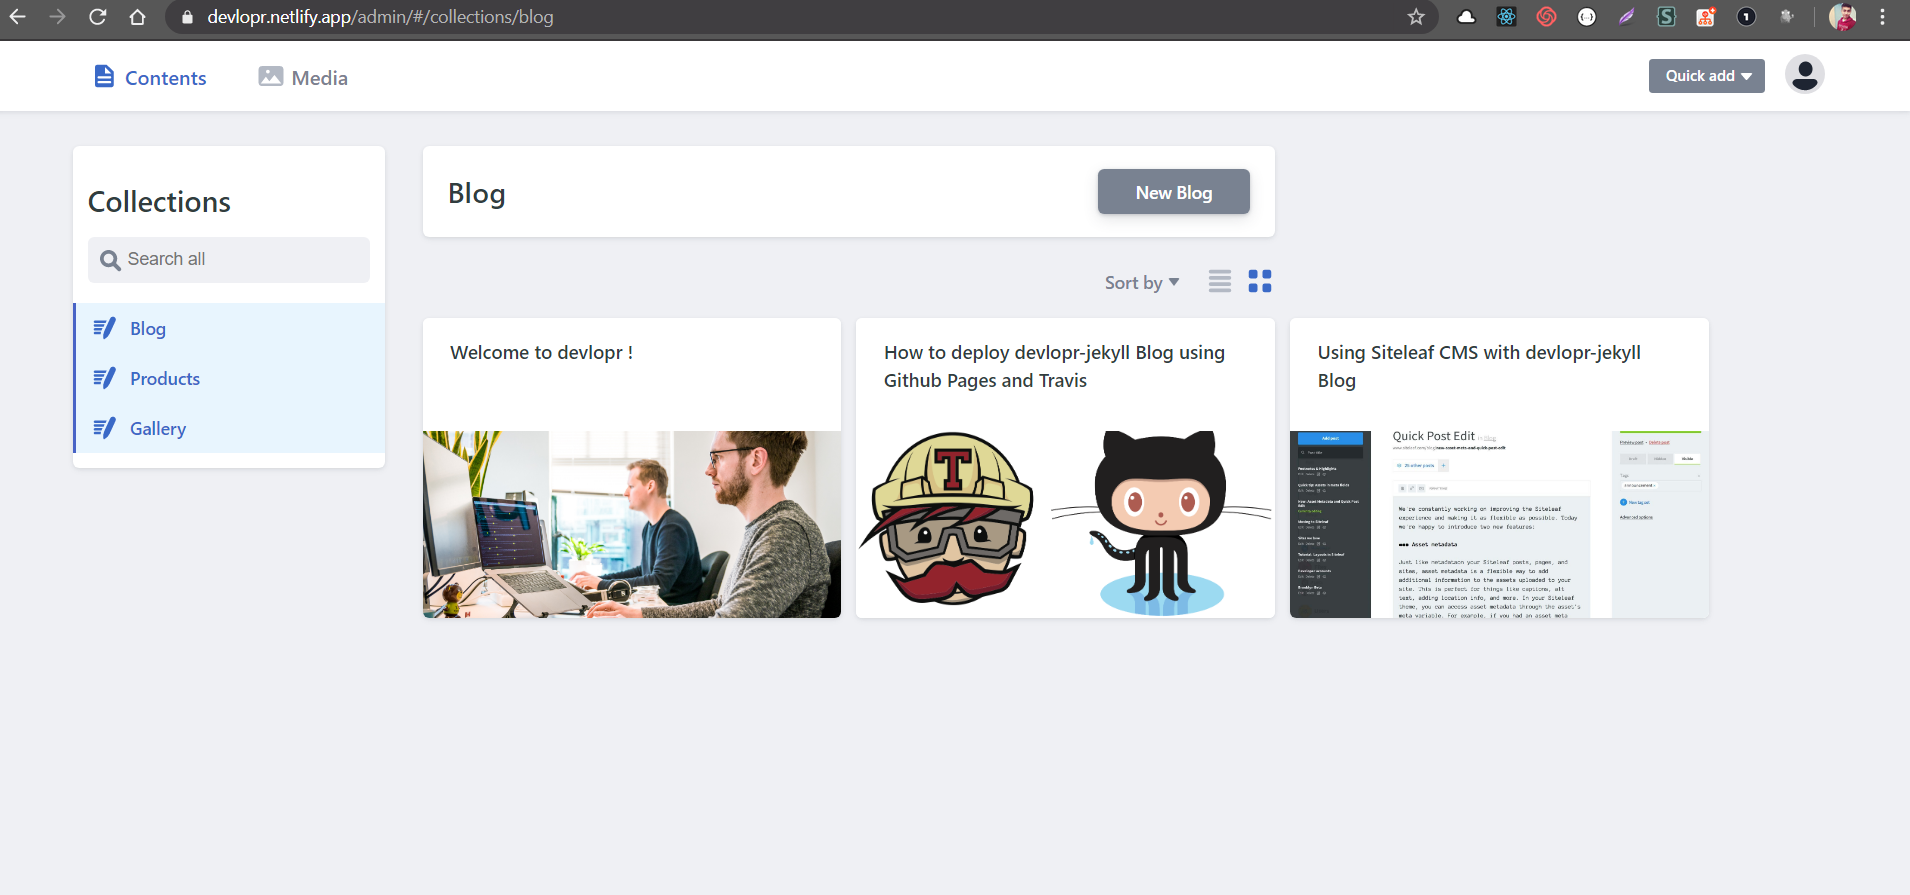 devlopr.netlify.app/admin/#/collections/blog
Contents
Media
Quick add
Collections
Search all
Blog
Products
Gallery
Blog
New Blog
Sort by
Welcome to devlopr !
How to deploy devlopr-jekyll Blog using
Github Pages and Travis
T
Using Siteleaf CMS with devlopr-jekyll
Blog
Add post
Quick Post Edit
We're constantly working on improving the Siteleaf
experience and making it as flexible as possible. Today
we're happy to introduce two new features:
Asset metadata
Just like metadata on your Siteleaf posts, pages, and
sites, asset metadata is a flexible way to add
additional information to the assets uploaded to your
site. This is perfect for things like captions, alt
text, adding location info, and more. In your Siteleaf
theme, you can access asset metadata through the asset's
meta variable. For example, if you had an asset meta